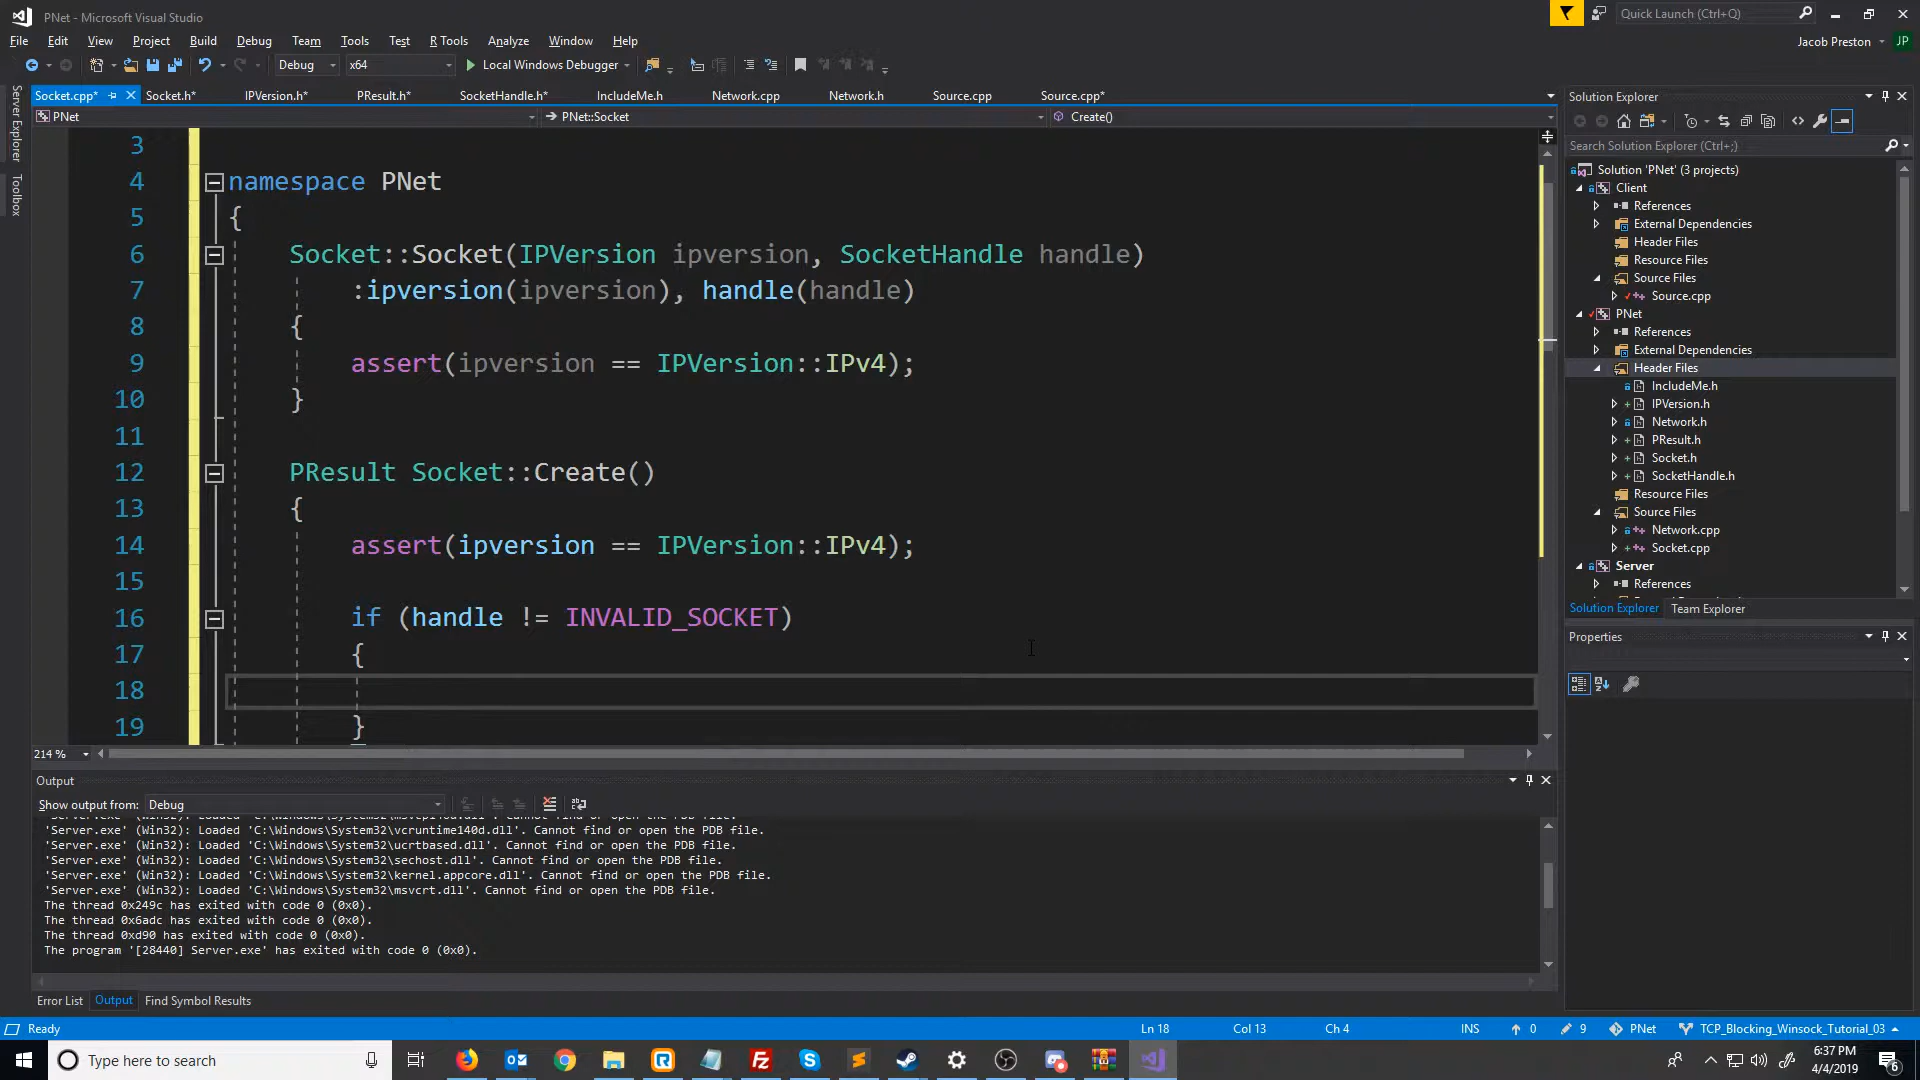 PNet - Microsoft Visual Studio
Quick Launch (Ctrl+Q)
File Edit View Project Build Debug Team Tools Test R Tools Analyze Window Help
Jacob Preston JP
Debug x64 Local Windows Debugger
Server Explorer
Toolbox
Socket.cpp* Socket.h* IPVersion.h* PResult.h* SocketHandle.h* IncludeMe.h Network.cpp Network.h Source.cpp Source.cpp*
PNet PNet::Socket Create()
3
4 namespace PNet
5 {
6 Socket::Socket(IPVersion ipversion, SocketHandle handle)
7 :ipversion(ipversion), handle(handle)
8 {
9 assert(ipversion == IPVersion::IPv4);
10 }
11
12 PResult Socket::Create()
13 {
14 assert(ipversion == IPVersion::IPv4);
15
16 if (handle != INVALID_SOCKET)
17 {
18
19 }
214 %
Solution Explorer
Search Solution Explorer (Ctrl+;)
Solution 'PNet' (3 projects)
Client
References
External Dependencies
Header Files
Resource Files
Source Files
Source.cpp
PNet
References
External Dependencies
Header Files
IncludeMe.h
IPVersion.h
Network.h
PResult.h
Socket.h
SocketHandle.h
Resource Files
Source Files
Network.cpp
Socket.cpp
Server
References
Solution Explorer Team Explorer
Properties
Output
Show output from: Debug
'Server.exe' (Win32): Loaded 'C:\Windows\System32\vcruntime140d.dll'. Cannot find or open the PDB file.
'Server.exe' (Win32): Loaded 'C:\Windows\System32\ucrtbased.dll'. Cannot find or open the PDB file.
'Server.exe' (Win32): Loaded 'C:\Windows\System32\sechost.dll'. Cannot find or open the PDB file.
'Server.exe' (Win32): Loaded 'C:\Windows\System32\kernel.appcore.dll'. Cannot find or open the PDB file.
'Server.exe' (Win32): Loaded 'C:\Windows\System32\msvcrt.dll'. Cannot find or open the PDB file.
The thread 0x249c has exited with code 0 (0x0).
The thread 0x6adc has exited with code 0 (0x0).
The thread 0xd90 has exited with code 0 (0x0).
The program '[28440] Server.exe' has exited with code 0 (0x0).
Error List Output Find Symbol Results
Ready Ln 18 Col 13 Ch 4 INS 0 9 PNet TCP_Blocking_Winsock_Tutorial_03
Type here to search
6:37 PM
4/4/2019
6